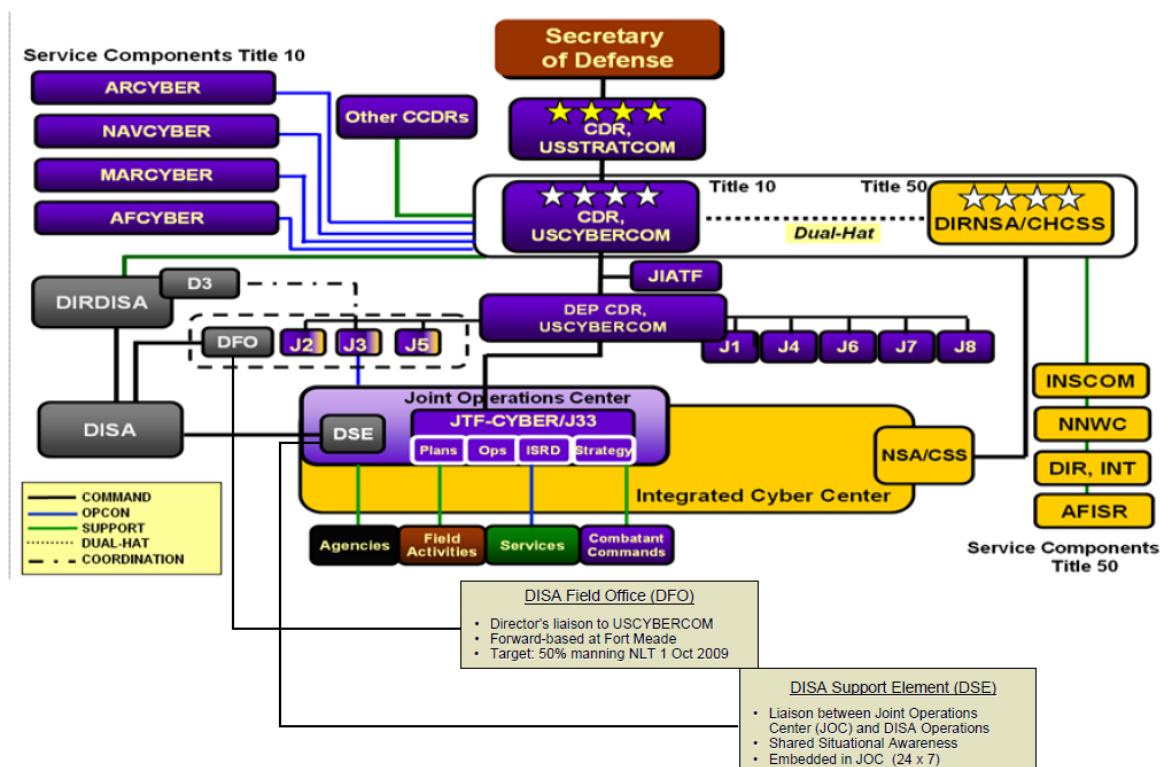 Secretary
of Defense
Service Components Title 10
ARCYBER
NAVCYBER
MARCYBER
AFCYBER
Other CCDRs
CDR,
USSTRATCOM
CDR,
USCYBERCOM
Title 10
Title 50
Dual-Hat
DIRNSA/CHCSS
JIATF
DEP CDR,
USCYBERCOM
D3
DIRDISA
DFO
J2
J3
J5
J1
J4
J6
J7
J8
DISA
Joint Operations Center
JTF-CYBER/J33
DSE
Plans
Ops
ISRD
Strategy
NSA/CSS
Integrated Cyber Center
INSCOM
NNWC
DIR, INT
AFISR
Service Components
Title 50
COMMAND
OPCON
SUPPORT
DUAL-HAT
COORDINATION
Agencies
Field
Activities
Services
Combatant
Commands
DISA Field Office (DFO)
• Director's liaison to USCYBERCOM
• Forward-based at Fort Meade
• Target: 50% manning NLT 1 Oct 2009
DISA Support Element (DSE)
• Liaison between Joint Operations
Center (JOC) and DISA Operations
• Shared Situational Awareness
• Embedded in JOC (24 x 7)